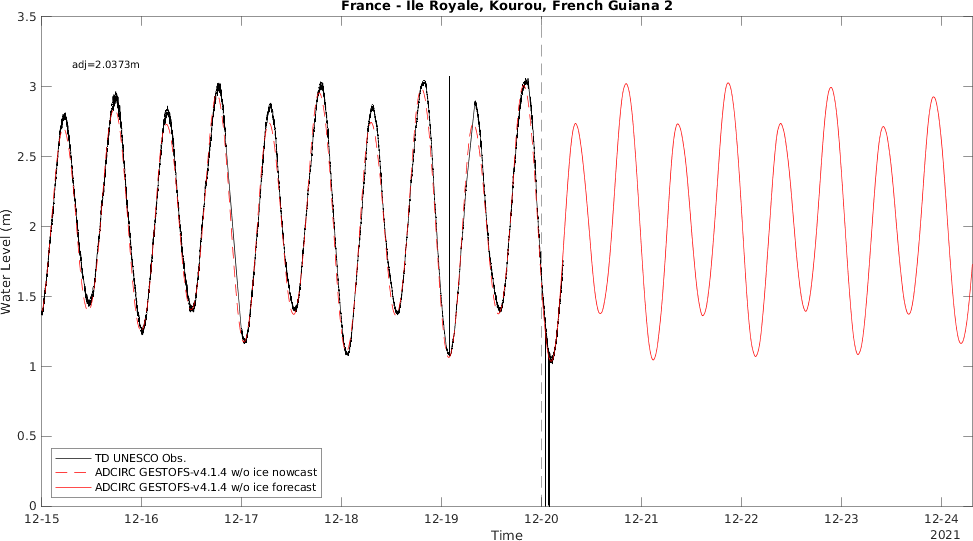 France - Ile Royale, Kourou, French Guiana 2
3.5
3
2.5
2
1.5
1
0.5
0
Water Level (m)
adj=2.0373m
TD UNESCO Obs.
ADCIRC GESTOFS-v4.1.4 w/o ice nowcast
ADCIRC GESTOFS-v4.1.4 w/o ice forecast
12-15 12-16 12-17 12-18 12-19 12-20 12-21 12-22 12-23 12-24
2021
Time